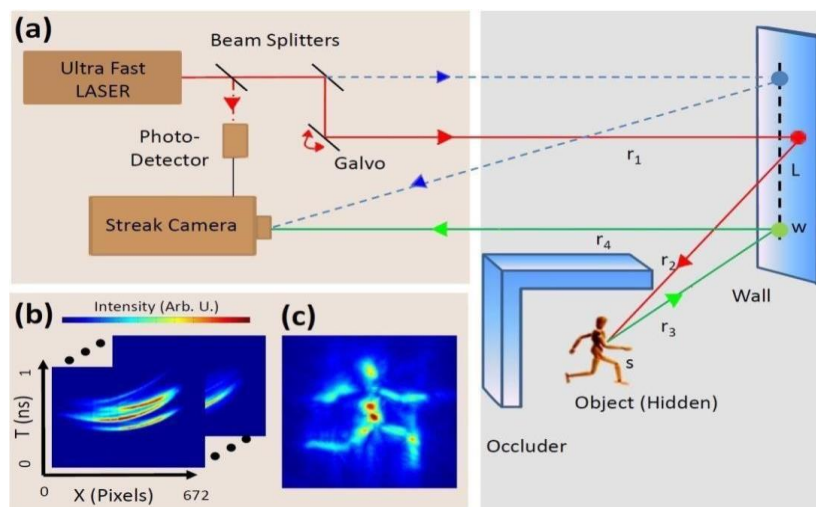 (a)
Beam Splitters
Ultra Fast
LASER
Photo-
Detector
Galvo
Streak Camera
r1
L
w
r4
r2
r3
Wall
s
Object (Hidden)
Occluder
(b)
Intensity (Arb. U.)
(c)
1
T (ns)
0
0
X (Pixels)
672